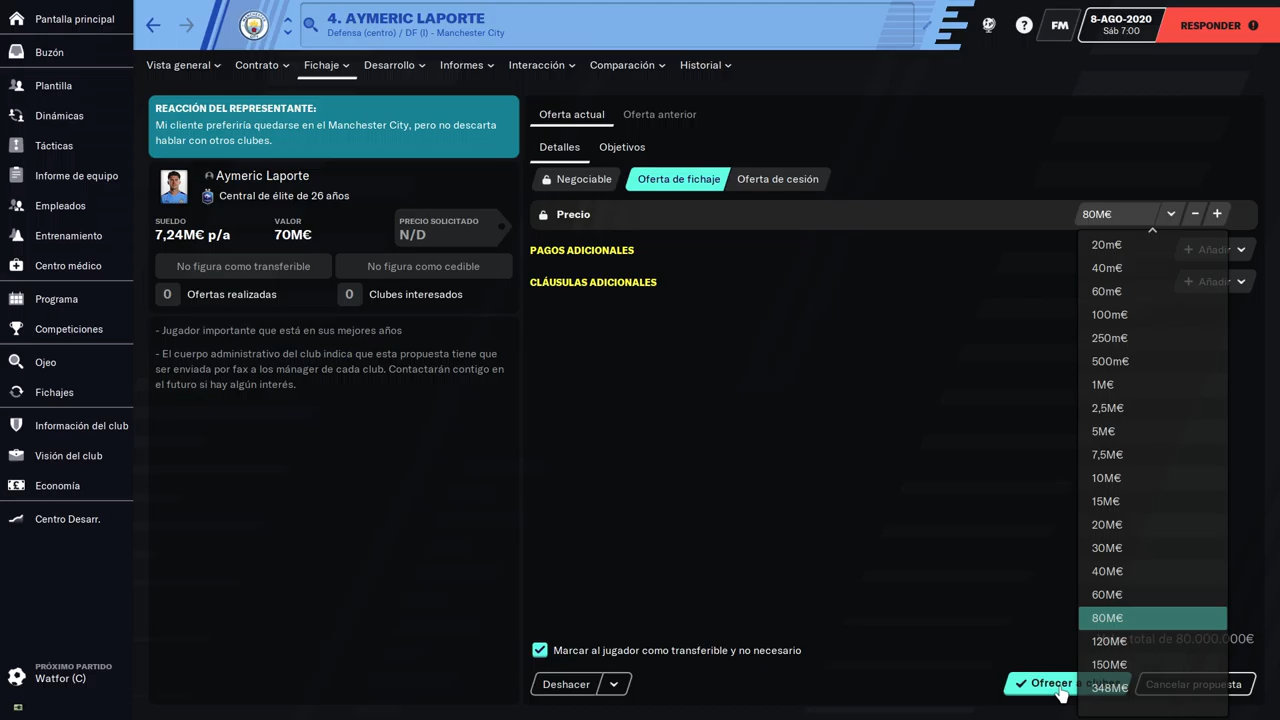 Pantalla principal
Buzón
Plantilla
Dinámicas
Tácticas
Informe de equipo
Empleados
Entrenamiento
Centro médico
Programa
Competiciones
Ojeo
Fichajes
Información del club
Visión del club
Economía
Centro Desarr.
PRÓXIMO PARTIDO
Watfor (C)
4. AYMERIC LAPORTE
Defensa (centro) / DF (I) - Manchester City
FM
8-AGO-2020
Sáb 7:00
RESPONDER
Vista general
Contrato
Fichaje
Desarrollo
Informes
Interacción
Comparación
Historial
REACCIÓN DEL REPRESENTANTE:
Mi cliente preferiría quedarse en el Manchester City, pero no descarta
hablar con otros clubes.
Aymeric Laporte
Central de élite de 26 años
SUELDO
7,24M€ p/a
VALOR
70M€
PRECIO SOLICITADO
N/D
No figura como transferible
No figura como cedible
0 Ofertas realizadas
0 Clubes interesados
- Jugador importante que está en sus mejores años
- El cuerpo administrativo del club indica que esta propuesta tiene que
ser enviada por fax a los mánager de cada club. Contactarán contigo en
el futuro si hay algún interés.
Oferta actual
Oferta anterior
Detalles
Objetivos
Negociable
Oferta de fichaje
Oferta de cesión
Precio
80M€
PAGOS ADICIONALES
Añadir
CLÁUSULAS ADICIONALES
Añadir
20m€
40m€
60m€
100m€
250m€
500m€
1M€
2,5M€
5M€
7,5M€
10M€
15M€
20M€
30M€
40M€
60M€
80M€
120M€
150M€
348M€
total de 80.000.000€
Marcar al jugador como transferible y no necesario
Deshacer
Ofrecer a clubes
Cancelar propuesta